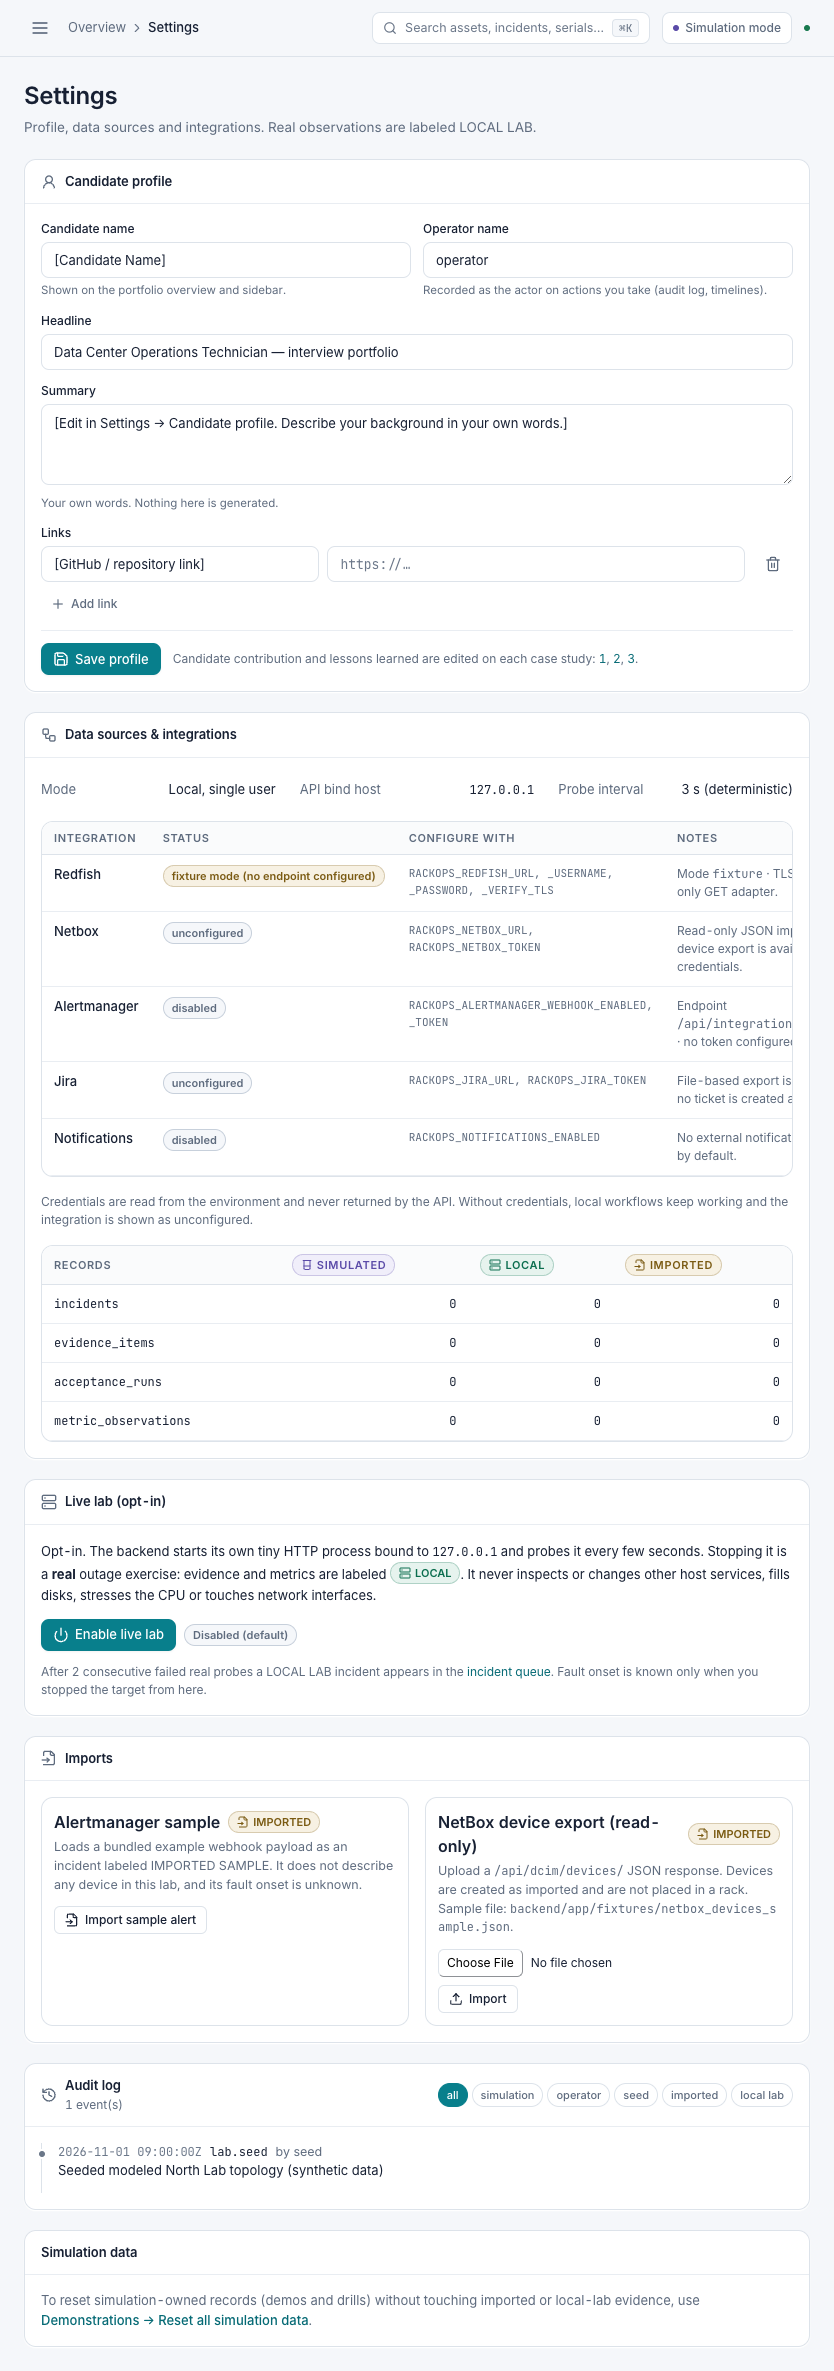 Overview > Settings
Search assets, incidents, serials... ⌘K
Simulation mode
Settings
Profile, data sources and integrations. Real observations are labeled LOCAL LAB.
Candidate profile
Candidate name
[Candidate Name]
Shown on the portfolio overview and sidebar.
Operator name
operator
Recorded as the actor on actions you take (audit log, timelines).
Headline
Data Center Operations Technician — interview portfolio
Summary
[Edit in Settings → Candidate profile. Describe your background in your own words.]
Your own words. Nothing here is generated.
Links
[GitHub / repository link]
https://…
Add link
Save profile
Candidate contribution and lessons learned are edited on each case study: 1, 2, 3.
Data sources & integrations
Mode Local, single user
API bind host 127.0.0.1
Probe interval 3 s (deterministic)
INTEGRATION STATUS CONFIGURE WITH NOTES
Redfish
fixture mode (no endpoint configured)
RACKOPS_REDFISH_URL, _USERNAME,
_PASSWORD, _VERIFY_TLS
Mode fixture · TLS
only GET adapter.
Netbox
unconfigured
RACKOPS_NETBOX_URL,
RACKOPS_NETBOX_TOKEN
Read-only JSON imp
device export is avai
credentials.
Alertmanager
disabled
RACKOPS_ALERTMANAGER_WEBHOOK_ENABLED,
_TOKEN
Endpoint
/api/integration
· no token configured
Jira
unconfigured
RACKOPS_JIRA_URL, RACKOPS_JIRA_TOKEN
File-based export is
no ticket is created a
Notifications
disabled
RACKOPS_NOTIFICATIONS_ENABLED
No external notificat
by default.
Credentials are read from the environment and never returned by the API. Without credentials, local workflows keep working and the
integration is shown as unconfigured.
RECORDS SIMULATED LOCAL IMPORTED
incidents 0 0 0
evidence_items 0 0 0
acceptance_runs 0 0 0
metric_observations 0 0 0
Live lab (opt-in)
Opt-in. The backend starts its own tiny HTTP process bound to 127.0.0.1 and probes it every few seconds. Stopping it is
a real outage exercise: evidence and metrics are labeled LOCAL. It never inspects or changes other host services, fills
disks, stresses the CPU or touches network interfaces.
Enable live lab
Disabled (default)
After 2 consecutive failed real probes a LOCAL LAB incident appears in the incident queue. Fault onset is known only when you
stopped the target from here.
Imports
Alertmanager sample IMPORTED
Loads a bundled example webhook payload as an
incident labeled IMPORTED SAMPLE. It does not describe
any device in this lab, and its fault onset is unknown.
Import sample alert
NetBox device export (read-
only)
IMPORTED
Upload a /api/dcim/devices/ JSON response. Devices
are created as imported and are not placed in a rack.
Sample file: backend/app/fixtures/netbox_devices_s
ample.json.
Choose File No file chosen
Import
Audit log
1 event(s)
all simulation operator seed imported local lab
2026-11-01 09:00:00Z lab.seed by seed
Seeded modeled North Lab topology (synthetic data)
Simulation data
To reset simulation-owned records (demos and drills) without touching imported or local-lab evidence, use
Demonstrations → Reset all simulation data.